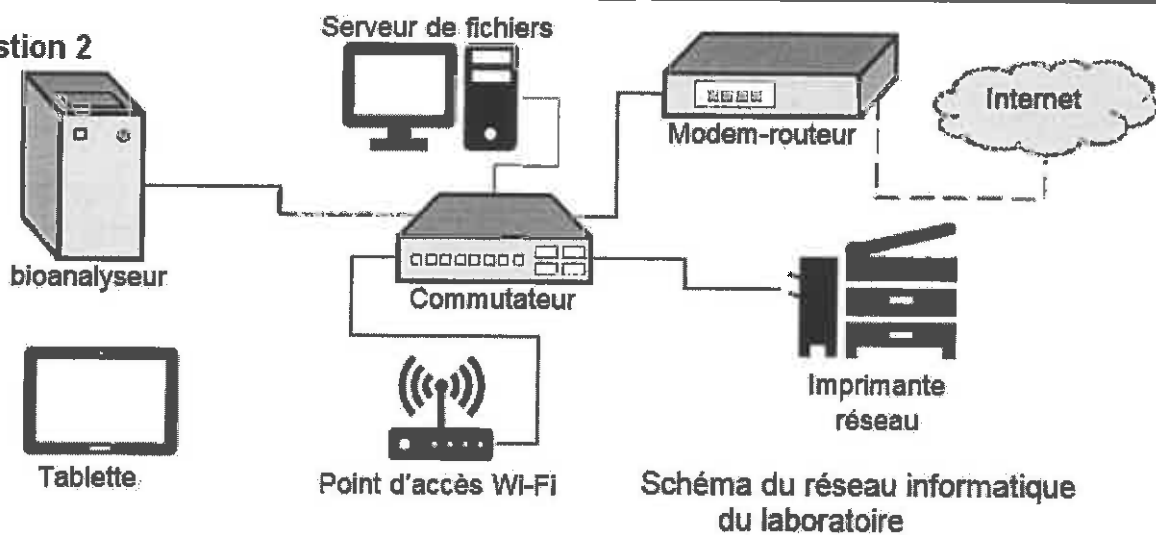 stion 2
Serveur de fichiers
Modem-routeur
Internet
bioanalyseur
Commutateur
Imprimante
réseau
Tablette
Point d'accès Wi-Fi
Schéma du réseau informatique
du laboratoire